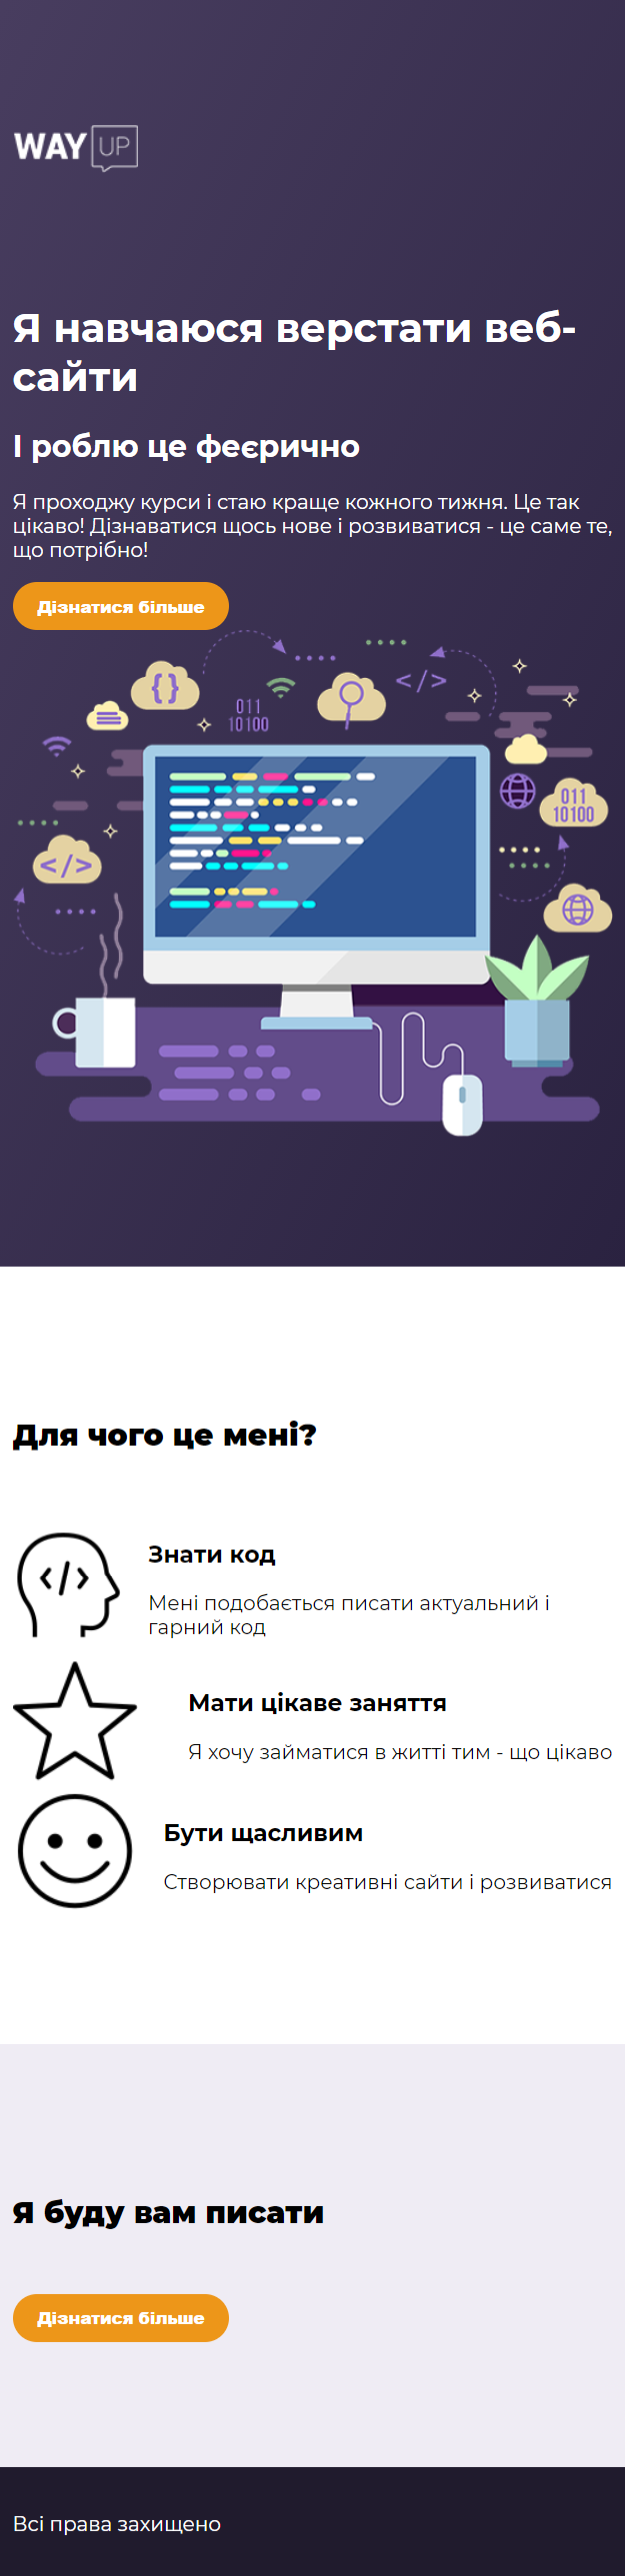 WAY UP
Я навчаюся верстати веб-
сайти
І роблю це феєрично
Я проходжу курси і стаю краще кожного тижня. Це так
цікаво! Дізнаватися щось нове і розвиватися - це саме те,
що потрібно!
Дізнатися більше
{ }
011
10100
</>
011
10100
</>
Для чого це мені?
</>
Знати код
Мені подобається писати актуальний і
гарний код
Мати цікаве заняття
Я хочу займатися в житті тим - що цікаво
Бути щасливим
Створювати креативні сайти і розвиватися
Я буду вам писати
Дізнатися більше
Всі права захищено